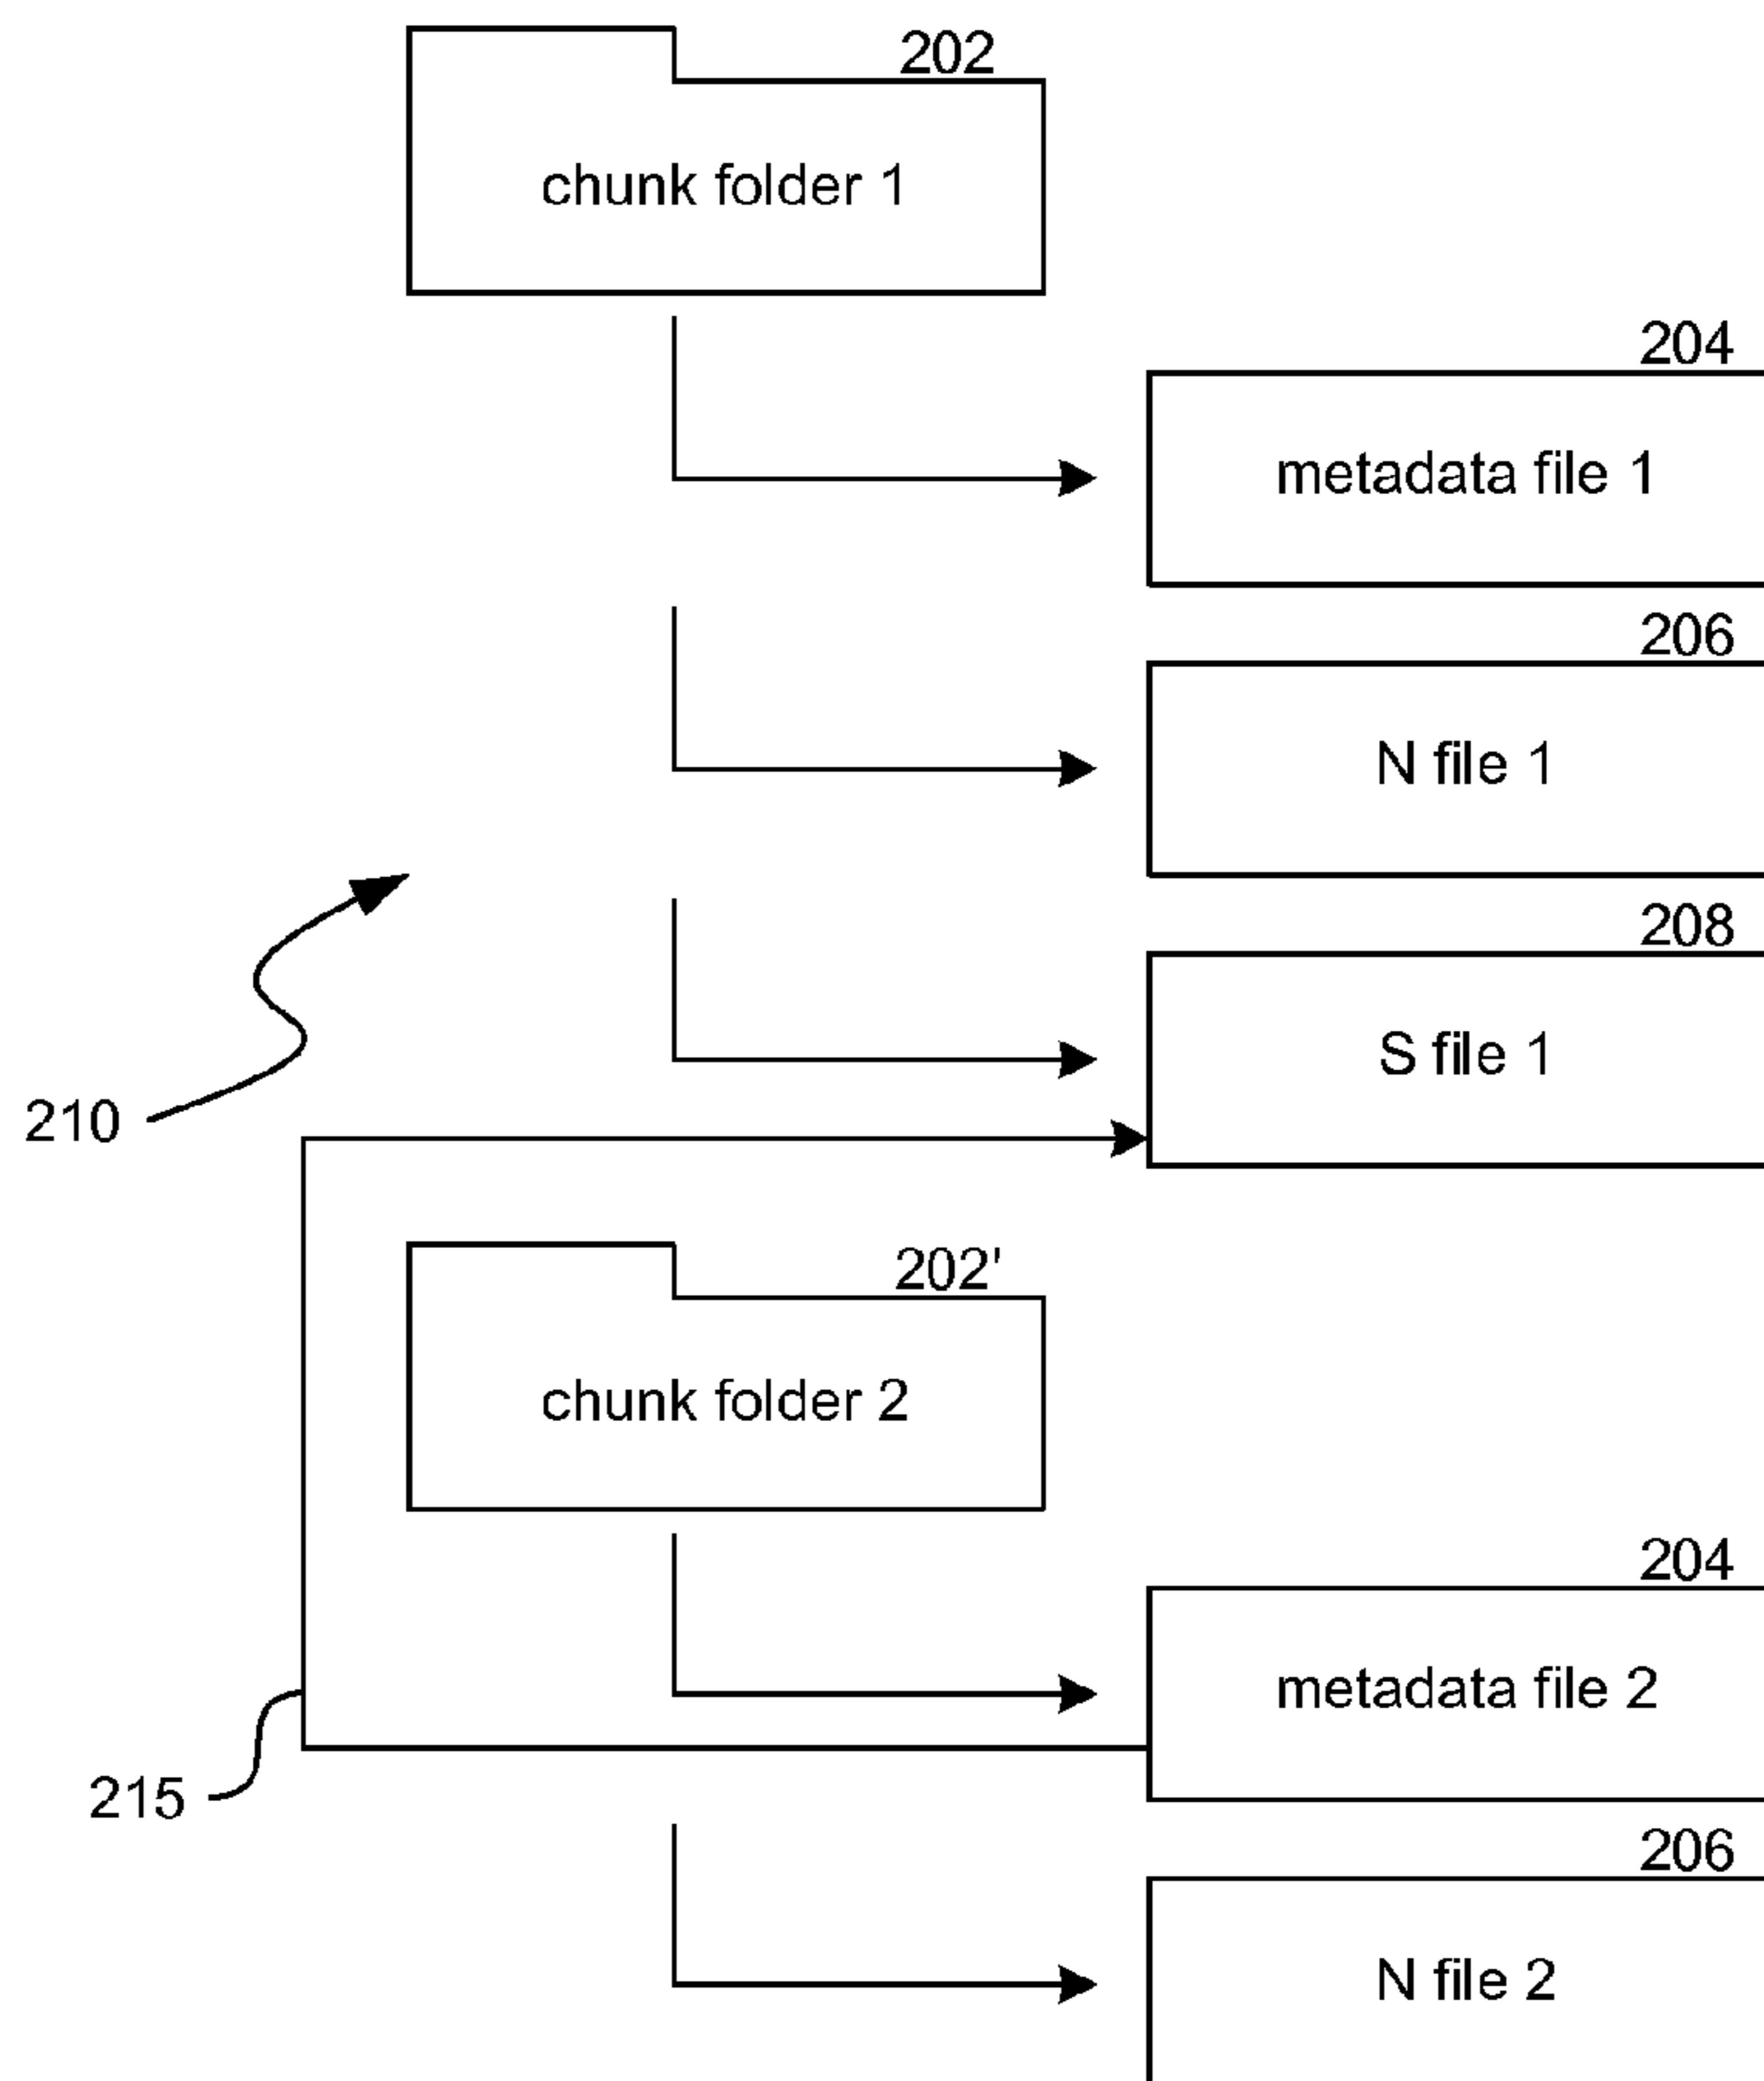 202
chunk folder 1
204
metadata file 1
206
N file 1
208
S file 1
210
202'
chunk folder 2
204
metadata file 2
215
206
N file 2